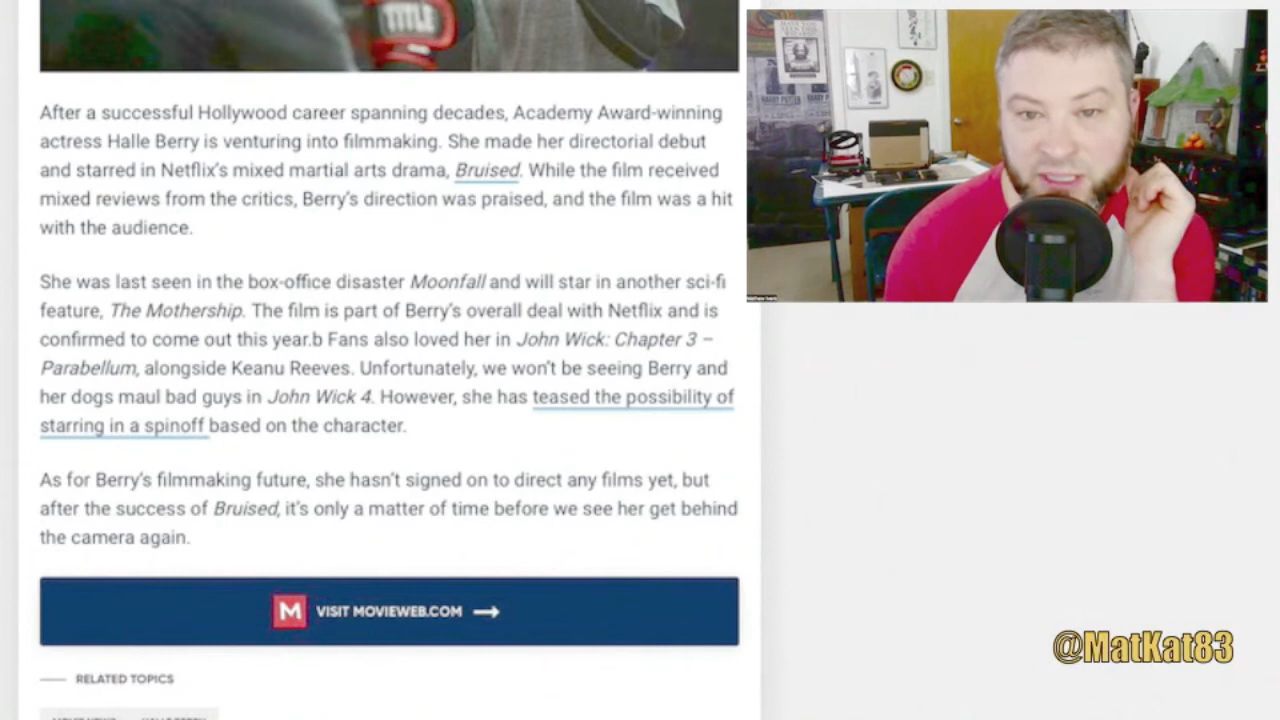 TITLE
After a successful Hollywood career spanning decades, Academy Award-winning
actress Halle Berry is venturing into filmmaking. She made her directorial debut
and starred in Netflix's mixed martial arts drama, Bruised. While the film received
mixed reviews from the critics, Berry's direction was praised, and the film was a hit
with the audience.
She was last seen in the box-office disaster Moonfall and will star in another sci-fi
feature, The Mothership. The film is part of Berry's overall deal with Netflix and is
confirmed to come out this year.b Fans also loved her in John Wick: Chapter 3 –
Parabellum, alongside Keanu Reeves. Unfortunately, we won't be seeing Berry and
her dogs maul bad guys in John Wick 4. However, she has teased the possibility of
starring in a spinoff based on the character.
As for Berry's filmmaking future, she hasn't signed on to direct any films yet, but
after the success of Bruised, it's only a matter of time before we see her get behind
the camera again.
M VISIT MOVIEWEB.COM
RELATED TOPICS
HARRY POTTER
@MatKat83